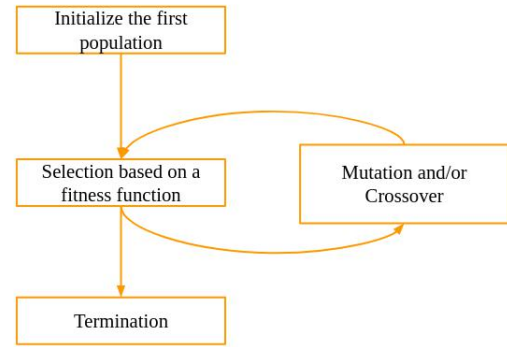 Initialize the first
population
Selection based on a
fitness function
Mutation and/or
Crossover
Termination